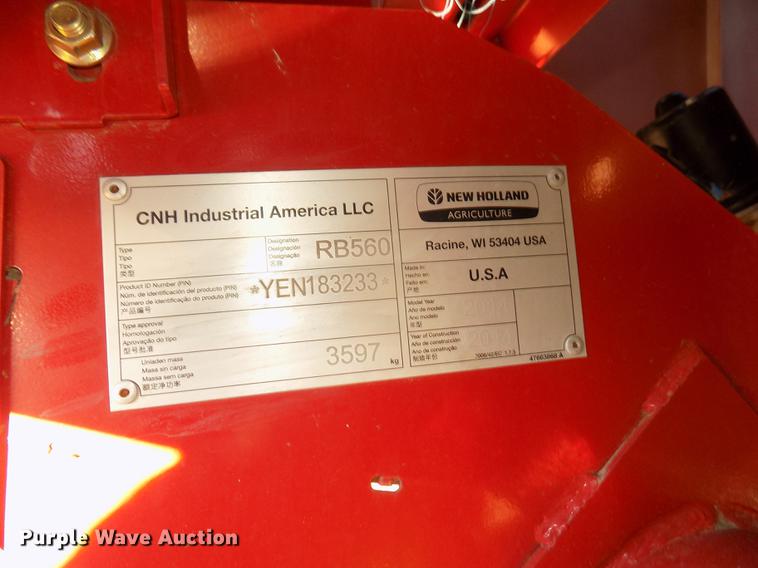 CNH Industrial America LLC
Type
Tipo
Tipo
类型
Designation
Designación
Designação
名称
RB560
Product ID Number (PIN)
Núm. de identificación del producto (PIN)
Número de identificação do produto (PIN)
产品编号
*YEN183233*
Type approval
Homologación
Aprovação do tipo
型号批准
Unladen mass
Masa sin carga
Massa sem carga
额定净功率
3597 kg
NEW HOLLAND
AGRICULTURE
Racine, WI 53404 USA
Made in:
Hecho en:
Feito em:
产地
U.S.A
Model Year
Año de modelo
Ano modelo
年型
Year of Construction
Año de construcción
Ano de construção
制造年份
47663868 A
Purple Wave Auction